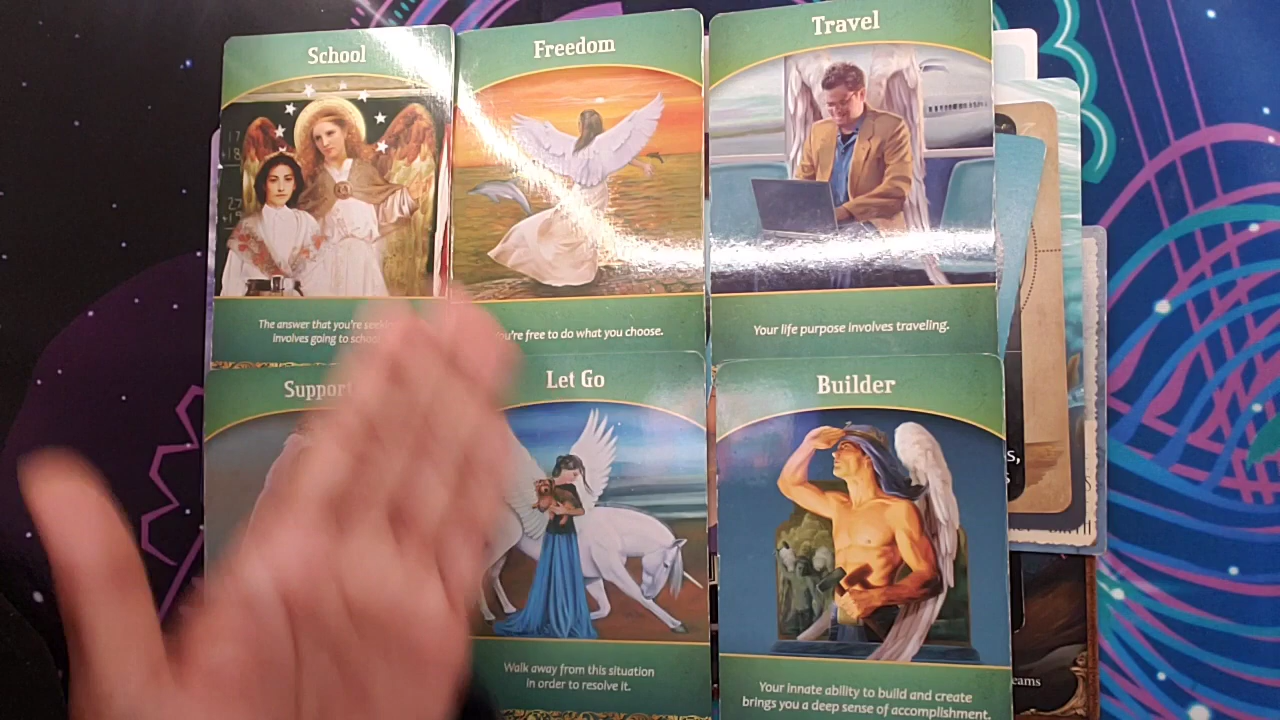 School
Freedom
Travel
The answer that you're
involves going to
You're free to do what you choose.
Your life purpose involves traveling.
Support
Let Go
Builder
Walk away from this situation
in order to resolve it.
Your innate ability to build and create
brings you a deep sense of accomplishment.
s,
s
eams